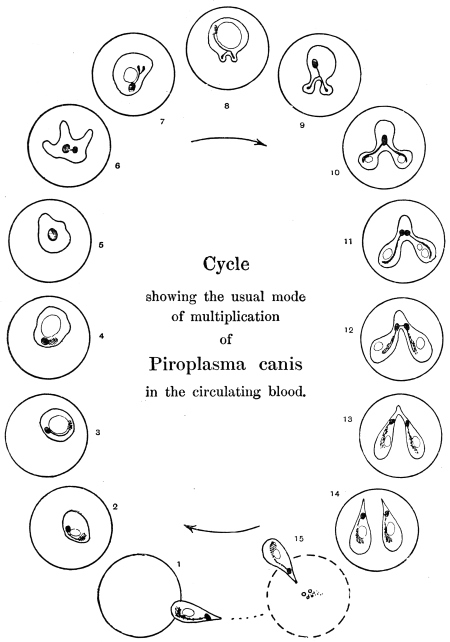 8
7
9
6
10
5
11
Cycle
showing the usual mode
of multiplication
of
Piroplasma canis
in the circulating blood.
4
12
3
13
2
14
15
1